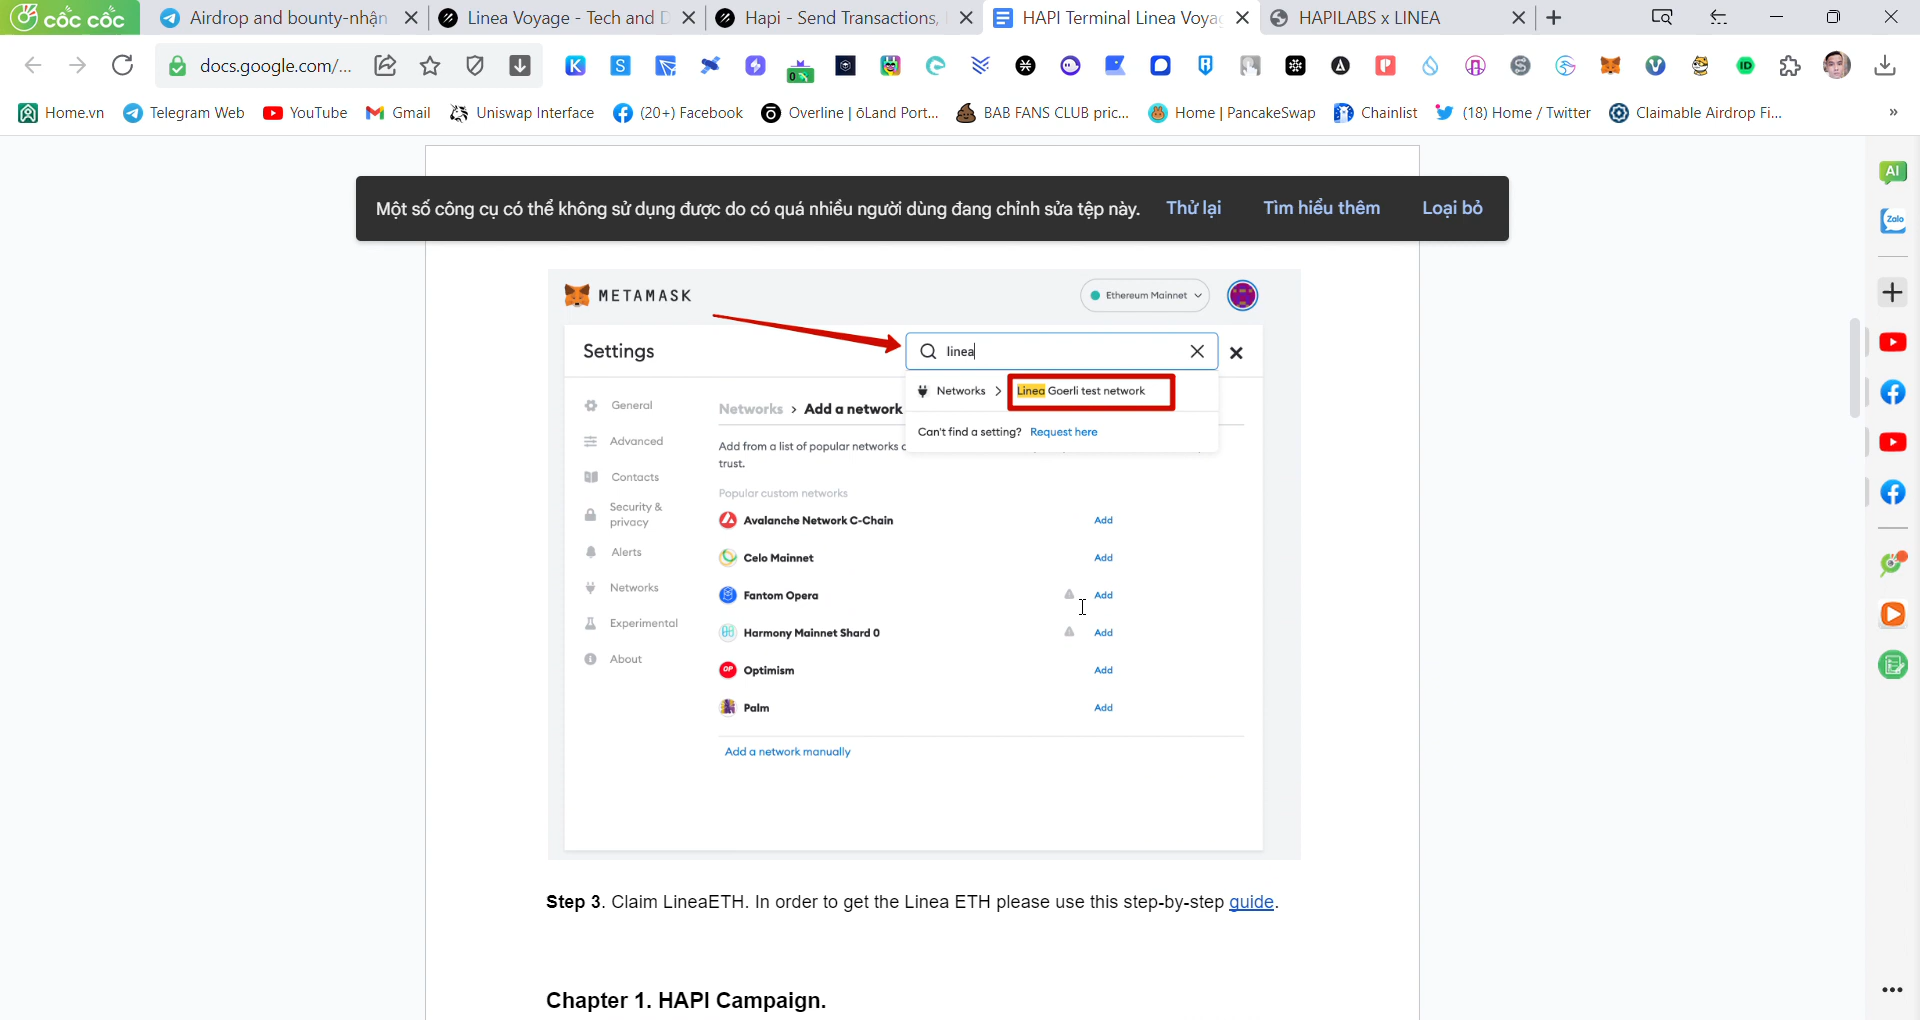 cốc cốc
Airdrop and bounty-nhận
Linea Voyage - Tech and D
Hapi - Send Transactions,
HAPI Terminal Linea Voya
HAPILABS x LINEA
docs.google.com/...
Home.vn
Telegram Web
YouTube
Gmail
Uniswap Interface
(20+) Facebook
Overline | ōLand Port...
BAB FANS CLUB pric...
Home | PancakeSwap
Chainlist
(18) Home / Twitter
Claimable Airdrop Fi...
»
Một số công cụ có thể không sử dụng được do có quá nhiều người dùng đang chỉnh sửa tệp này. Thử lại Tìm hiểu thêm Loại bỏ
METAMASK
Ethereum Mainnet
Settings
linea
Networks > Linea Goerli test network
Can't find a setting? Request here
General
Advanced
Contacts
Security &
privacy
Alerts
Networks
Experimental
About
Networks > Add a network
Add from a list of popular networks
trust.
Popular custom networks
Avalanche Network C-Chain Add
Celo Mainnet Add
Fantom Opera Add
Harmony Mainnet Shard 0 Add
OP Optimism Add
Palm Add
Add a network manually
Step 3. Claim LineaETH. In order to get the Linea ETH please use this step-by-step guide.
Chapter 1. HAPI Campaign.
AI
Zalo